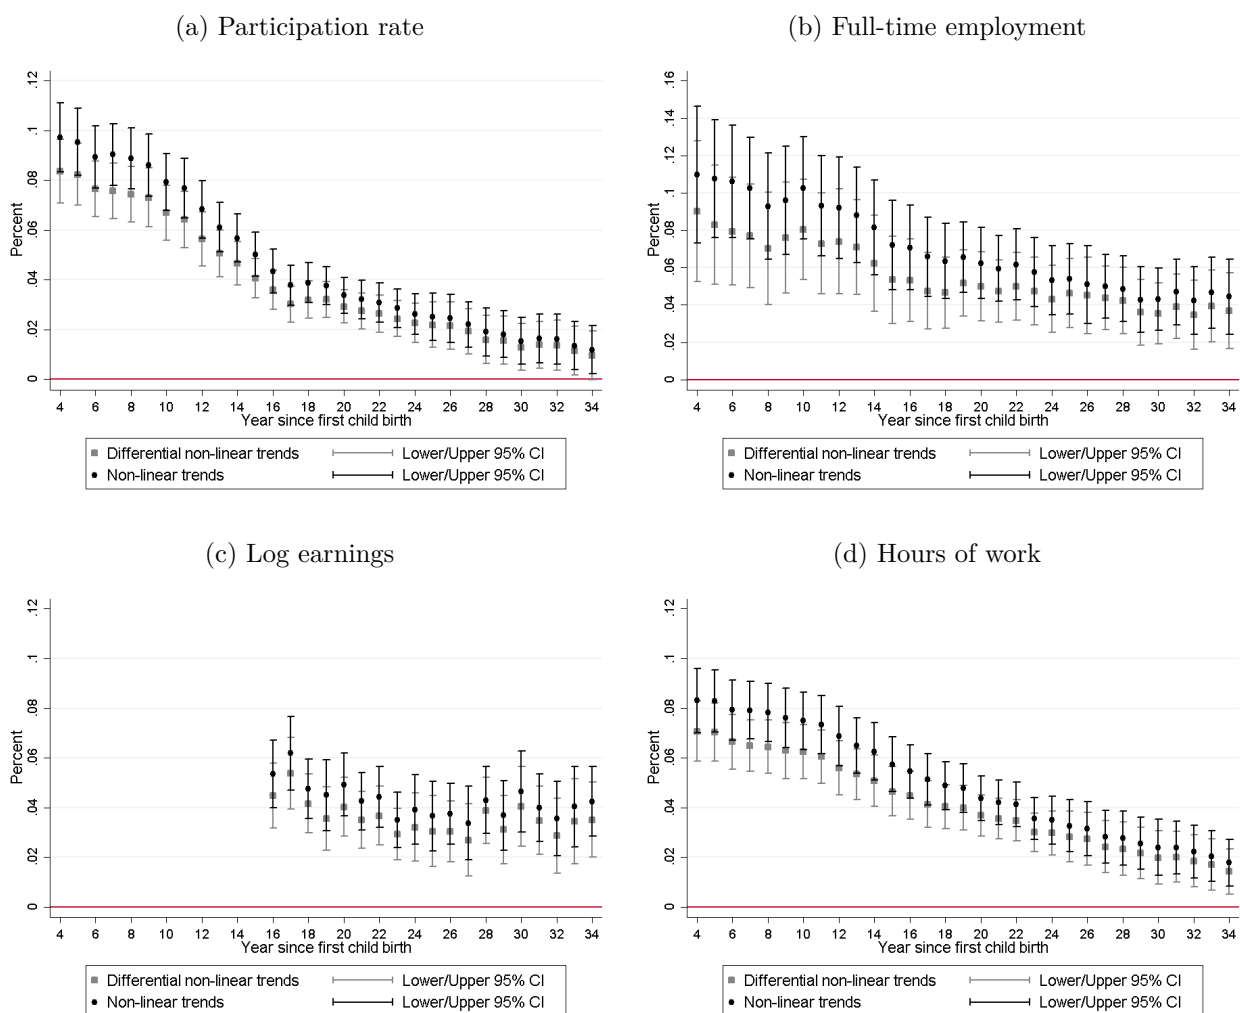 (a) Participation rate
Percent
0 .02 .04 .06 .08 .1 .12
4 6 8 10 12 14 16 18 20 22 24 26 28 30 32 34
Year since first child birth
Differential non-linear trends Lower/Upper 95% CI
Non-linear trends Lower/Upper 95% CI
(b) Full-time employment
Percent
0 .02 .04 .06 .08 .1 .12 .14 .16
4 6 8 10 12 14 16 18 20 22 24 26 28 30 32 34
Year since first child birth
Differential non-linear trends Lower/Upper 95% CI
Non-linear trends Lower/Upper 95% CI
(c) Log earnings
Percent
0 .02 .04 .06 .08 .1 .12
4 6 8 10 12 14 16 18 20 22 24 26 28 30 32 34
Year since first child birth
Differential non-linear trends Lower/Upper 95% CI
Non-linear trends Lower/Upper 95% CI
(d) Hours of work
Percent
0 .02 .04 .06 .08 .1 .12
4 6 8 10 12 14 16 18 20 22 24 26 28 30 32 34
Year since first child birth
Differential non-linear trends Lower/Upper 95% CI
Non-linear trends Lower/Upper 95% CI